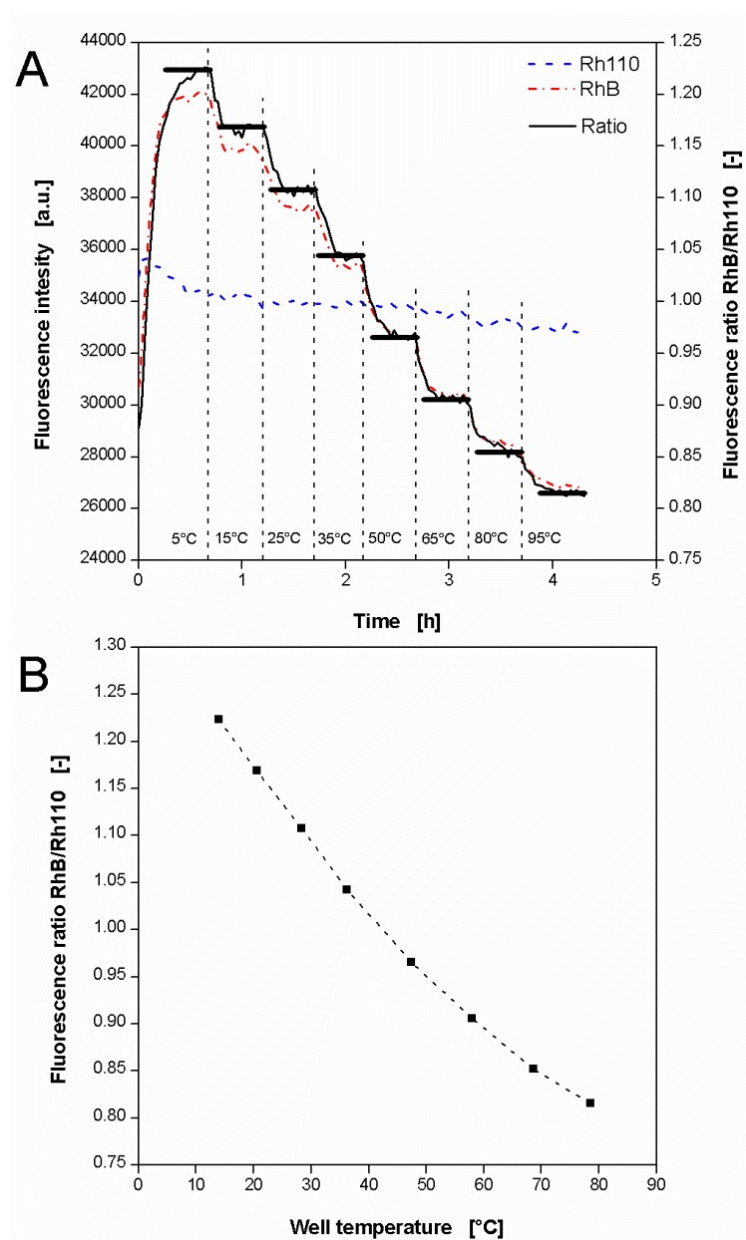 A
44000
42000
40000
38000
36000
34000
32000
30000
28000
26000
24000
Fluorescence intesity [a.u.]
1.25
1.20
1.15
1.10
1.05
1.00
0.95
0.90
0.85
0.80
0.75
Fluorescence ratio RhB/Rh110 [-]
Rh110
RhB
Ratio
5°C 15°C 25°C 35°C 50°C 65°C 80°C 95°C
0 1 2 3 4 5
Time [h]
B
1.30
1.25
1.20
1.15
1.10
1.05
1.00
0.95
0.90
0.85
0.80
0.75
Fluorescence ratio RhB/Rh110 [-]
0 10 20 30 40 50 60 70 80 90
Well temperature [°C]